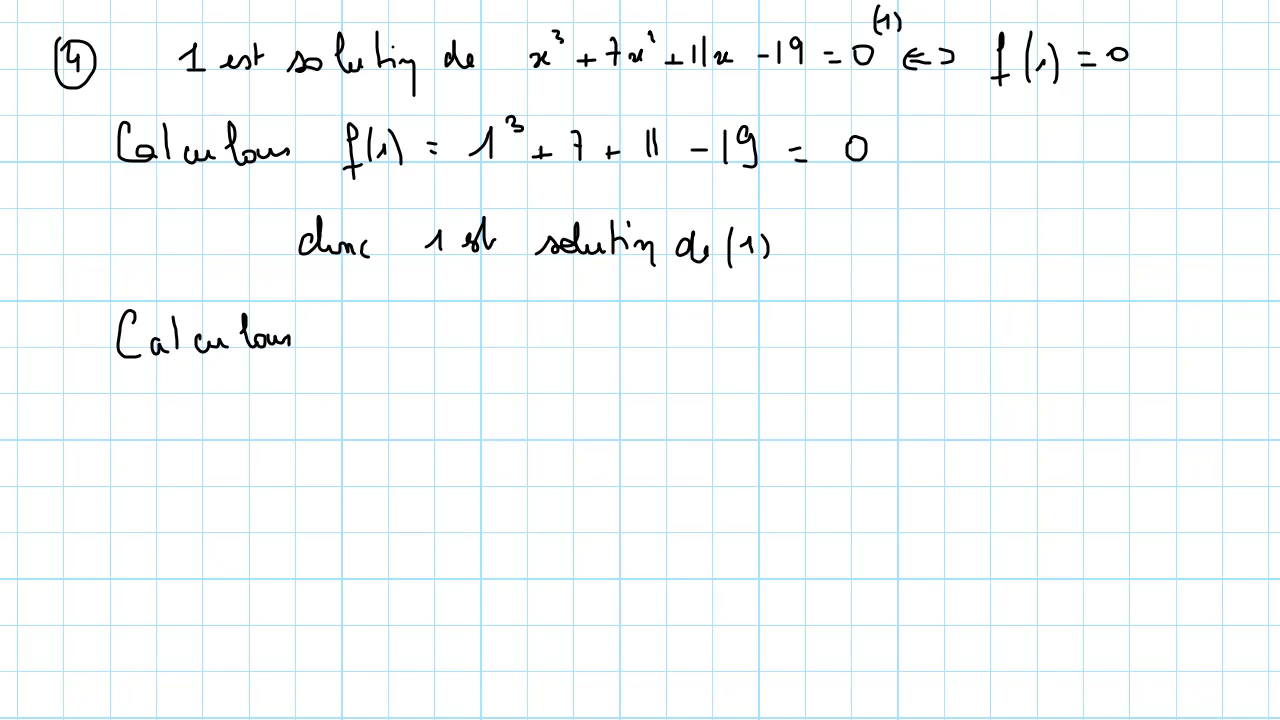 ④ 1 est solution de x³ + 7x² + 11x - 19 = 0 ⁽¹⁾ <=> f(1) = 0
Calculons f(1) = 1³ + 7 + 11 - 19 = 0
donc 1 est solution de (1)
Calculons